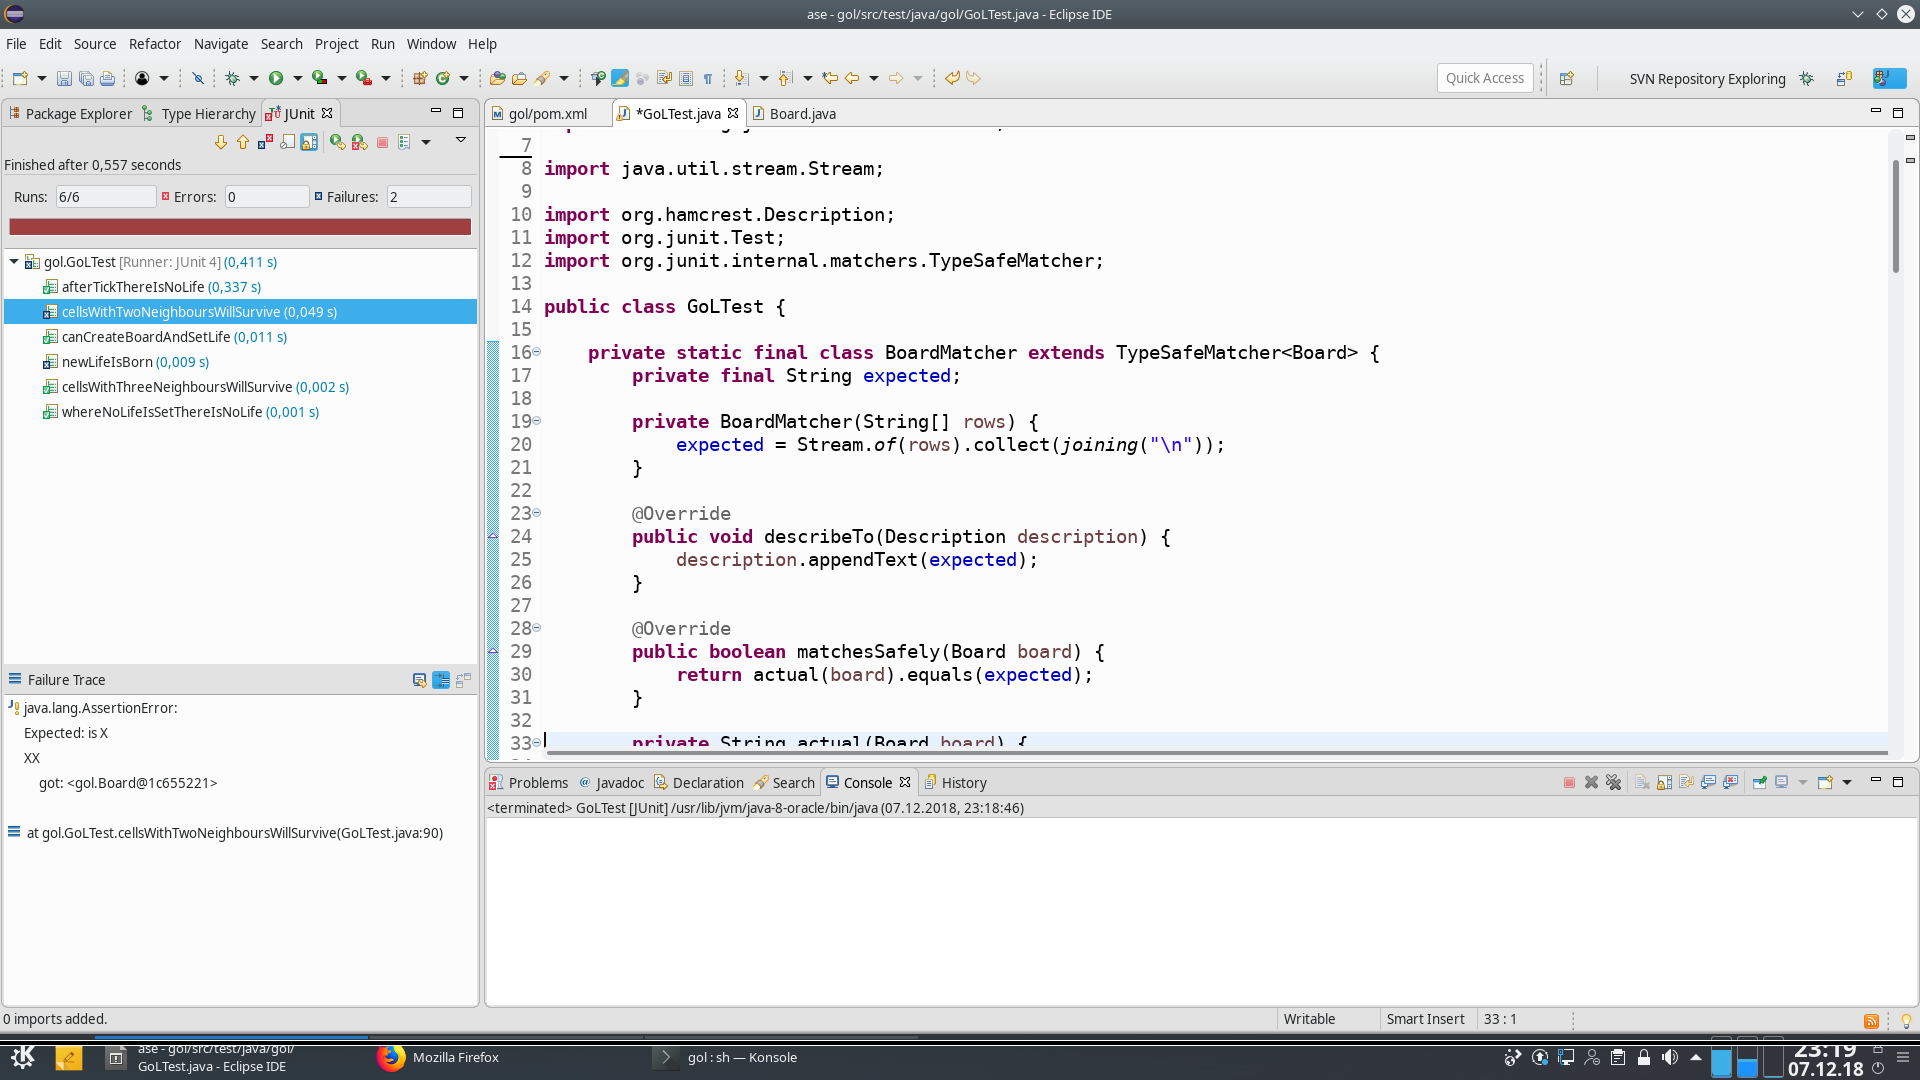 ase - gol/src/test/java/gol/GoLTest.java - Eclipse IDE
File Edit Source Refactor Navigate Search Project Run Window Help
Quick Access
SVN Repository Exploring
Package Explorer Type Hierarchy JUnit
Finished after 0,557 seconds
Runs: 6/6 Errors: 0 Failures: 2
gol.GoLTest [Runner: JUnit 4] (0,411 s)
afterTickThereIsNoLife (0,337 s)
cellsWithTwoNeighboursWillSurvive (0,049 s)
canCreateBoardAndSetLife (0,011 s)
newLifeIsBorn (0,009 s)
cellsWithThreeNeighboursWillSurvive (0,002 s)
whereNoLifeIsSetThereIsNoLife (0,001 s)
Failure Trace
java.lang.AssertionError:
Expected: is X
XX
got: <gol.Board@1c655221>
at gol.GoLTest.cellsWithTwoNeighboursWillSurvive(GoLTest.java:90)
gol/pom.xml *GoLTest.java Board.java
7
8 import java.util.stream.Stream;
9
10 import org.hamcrest.Description;
11 import org.junit.Test;
12 import org.junit.internal.matchers.TypeSafeMatcher;
13
14 public class GoLTest {
15
16 private static final class BoardMatcher extends TypeSafeMatcher<Board> {
17 private final String expected;
18
19 private BoardMatcher(String[] rows) {
20 expected = Stream.of(rows).collect(joining("\n"));
21 }
22
23 @Override
24 public void describeTo(Description description) {
25 description.appendText(expected);
26 }
27
28 @Override
29 public boolean matchesSafely(Board board) {
30 return actual(board).equals(expected);
31 }
32
33 private String actual(Board board) {
Problems Javadoc Declaration Search Console History
<terminated> GoLTest [JUnit] /usr/lib/jvm/java-8-oracle/bin/java (07.12.2018, 23:18:46)
0 imports added.
Writable Smart Insert 33 : 1
ase - gol/src/test/java/gol/
GoLTest.java - Eclipse IDE
Mozilla Firefox
gol : sh — Konsole
23:19
07.12.18